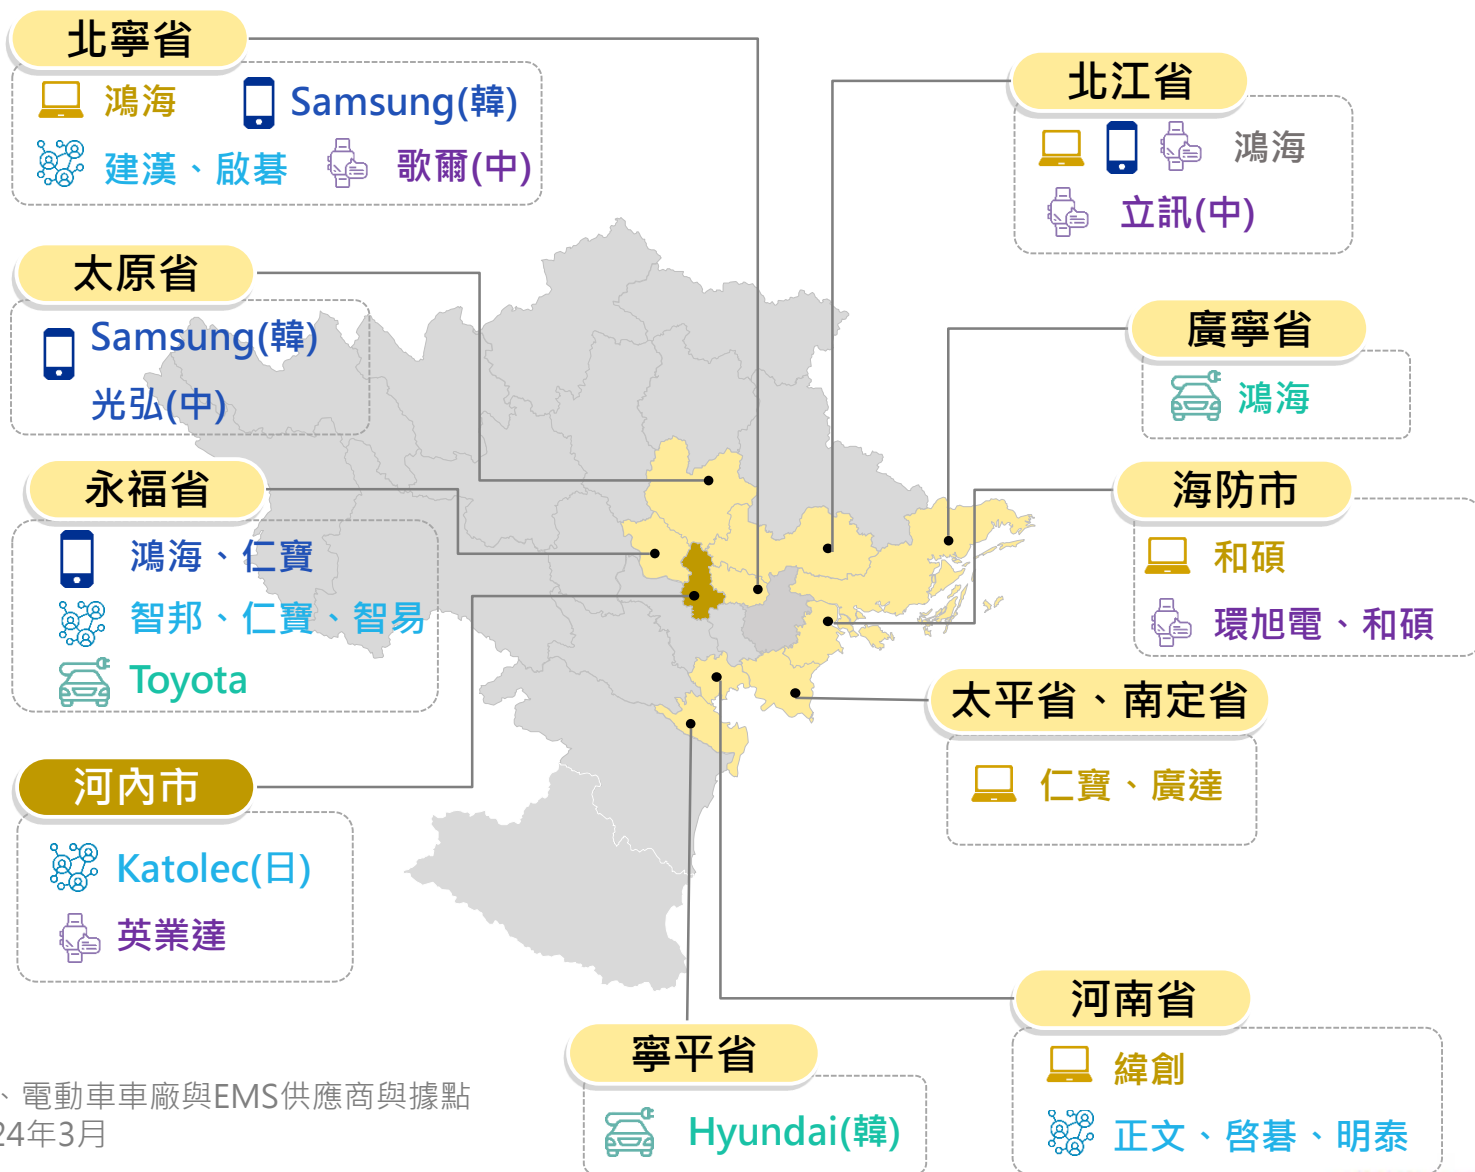 北寧省
鴻海
Samsung(韓)
建漢、啟碁
歌爾(中)
太原省
Samsung(韓)
光弘(中)
永福省
鴻海、仁寶
智邦、仁寶、智易
Toyota
河內市
Katolec(日)
英業達
北江省
鴻海
立訊(中)
廣寧省
鴻海
海防市
和碩
環旭電、和碩
太平省、南定省
仁寶、廣達
河南省
緯創
正文、啓碁、明泰
寧平省
Hyundai(韓)
、電動車車廠與EMS供應商與據點
24年3月